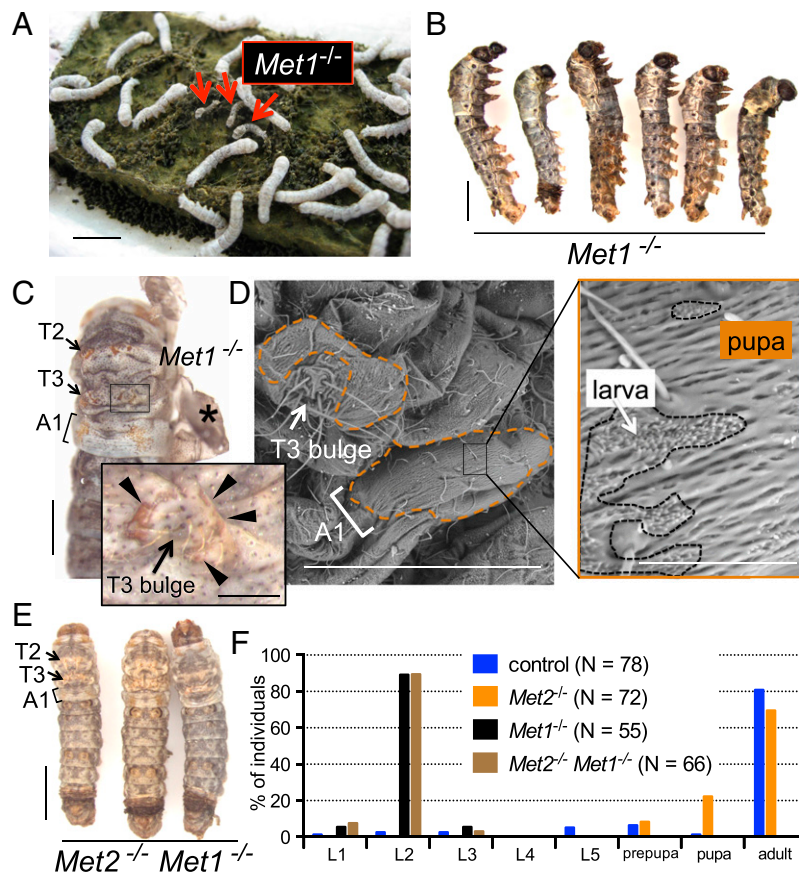 A
Met1-/-
B
Met1 -/-
C
T2
T3
A1
Met1 -/-
*
T3 bulge
D
T3 bulge
A1
pupa
larva
E
T2
T3
A1
Met2 -/- Met1 -/-
F
% of individuals
100
80
60
40
20
0
control (N = 78)
Met2-/- (N = 72)
Met1-/- (N = 55)
Met2-/- Met1-/- (N = 66)
L1 L2 L3 L4 L5 prepupa pupa adult